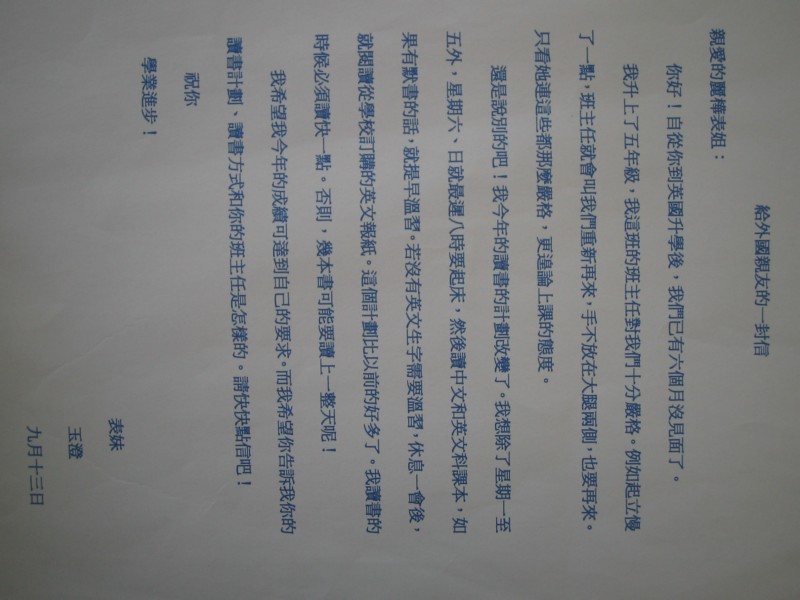 給外國親友的一封信
親愛的麗樺表姐：
你好！自從你到英國升學後，我們已有六個月沒見面了。
我升上了五年級，我這班的班主任對我們十分嚴格。例如起立慢
了一點，班主任就會叫我們重新再來，手不放在大腿兩側，也要再來。
只看她連這些都那麼嚴格，更遑論上課的態度。
還是說別的吧！我今年的讀書的計劃改變了。我想除了星期一至
五外，星期六、日就最遲八時要起床，然後讀中文和英文科課本，如
果有默書的話，就提早溫習。若沒有英文生字需要溫習，休息一會後，
就閱讀從學校訂購的英文報紙。這個計劃比以前的好多了。我讀書的
時候必須讀快一點。否則，幾本書可能要讀上一整天呢！
我希望我今年的成績可達到自己的要求。而我希望你告訴我你的
讀書計劃、讀書方式和你的班主任是怎樣的。請快快點信吧！
祝你
學業進步！
表妹
玉澄
九月十三日